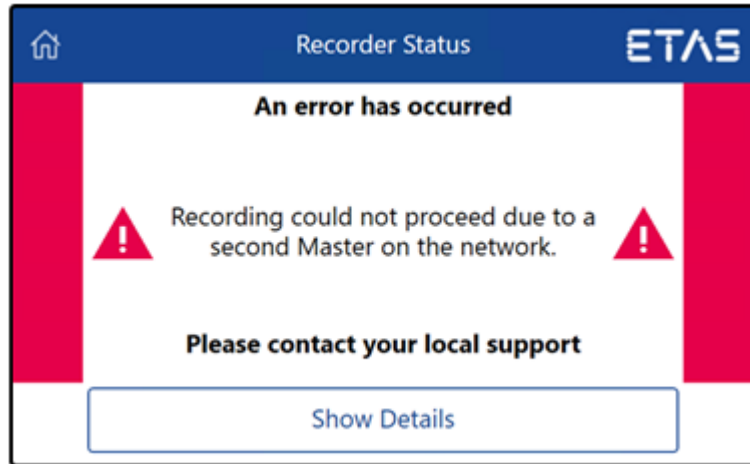 Recorder Status
ETAS
An error has occurred
Recording could not proceed due to a
second Master on the network.
Please contact your local support
Show Details